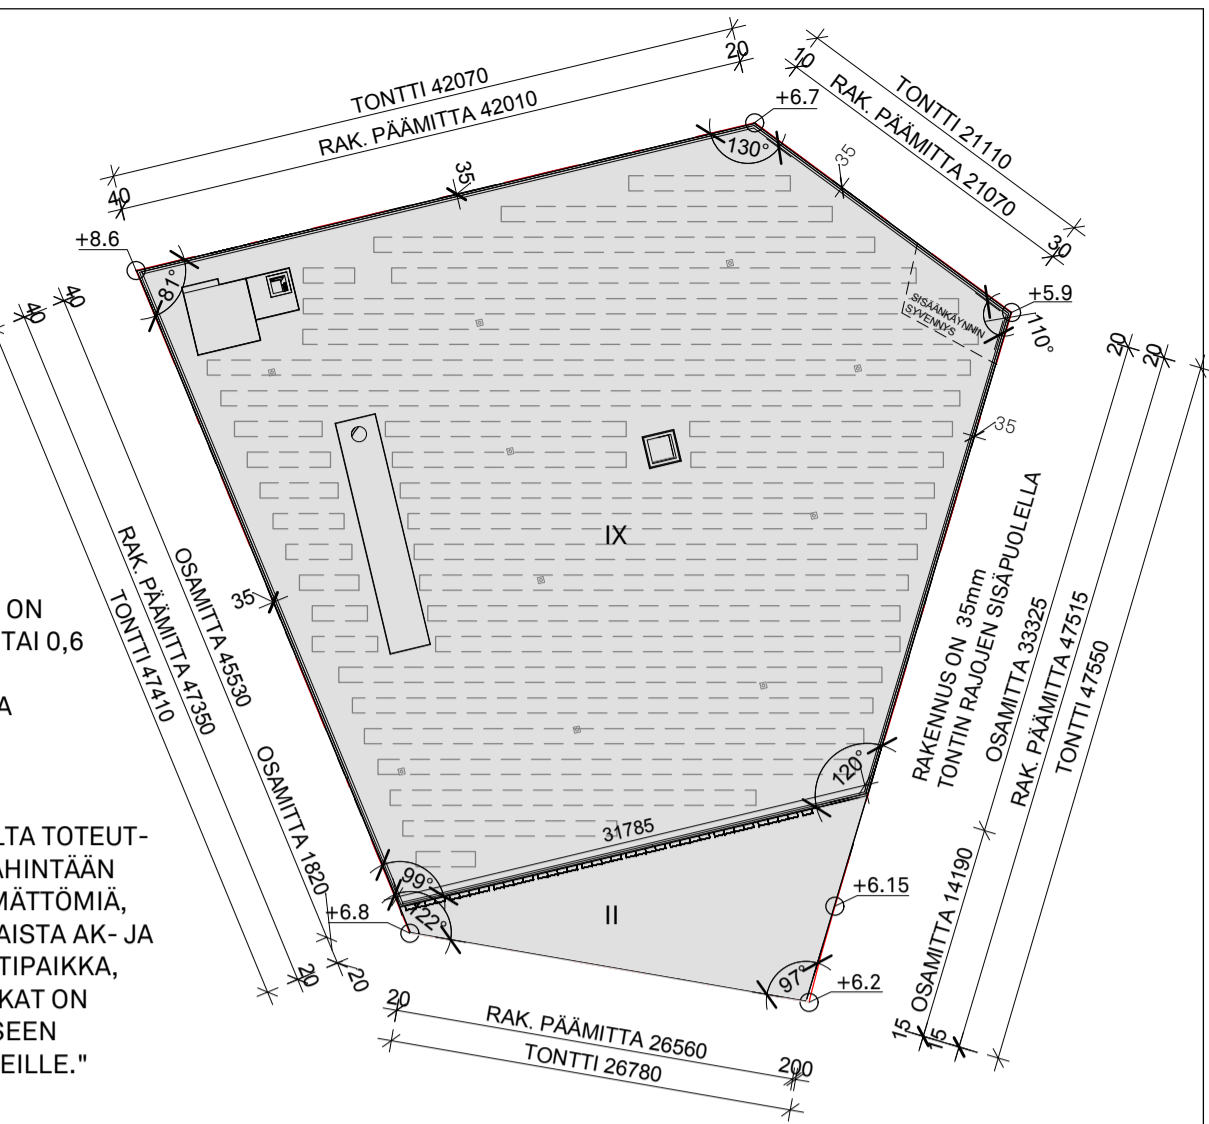 TONTTI 42070
20
RAK. PÄÄMITTA 42010
40
35
10
TONTTI 21110
RAK. PÄÄMITTA 21070
30
35
+6.7
130°
+8.6
81°
+5.9
110°
SISÄÄNKÄYNNIN
SYVENNYS
40
40
20
20
35
35
IX
RAKENNUS ON 35mm
TONTIN RAJOJEN SISÄPUOLELLA
OSAMITTA 33325
RAK. PÄÄMITTA 47515
TONTTI 47550
OSAMITTA 14190
15
15
OSAMITTA 45530
RAK. PÄÄMITTA 47350
TONTTI 47410
OSAMITTA 1820
20
20
ON
TAI 0,6
A
LTA TOTEUT-
ÄHINTÄÄN
MÄTTÖMIÄ,
AISTA AK- JA
TIPAIKKA,
KAT ON
SEEN
EILLE."
120°
31785
99°
122°
+6.8
II
+6.15
97°
+6.2
20
RAK. PÄÄMITTA 26560
200
TONTTI 26780